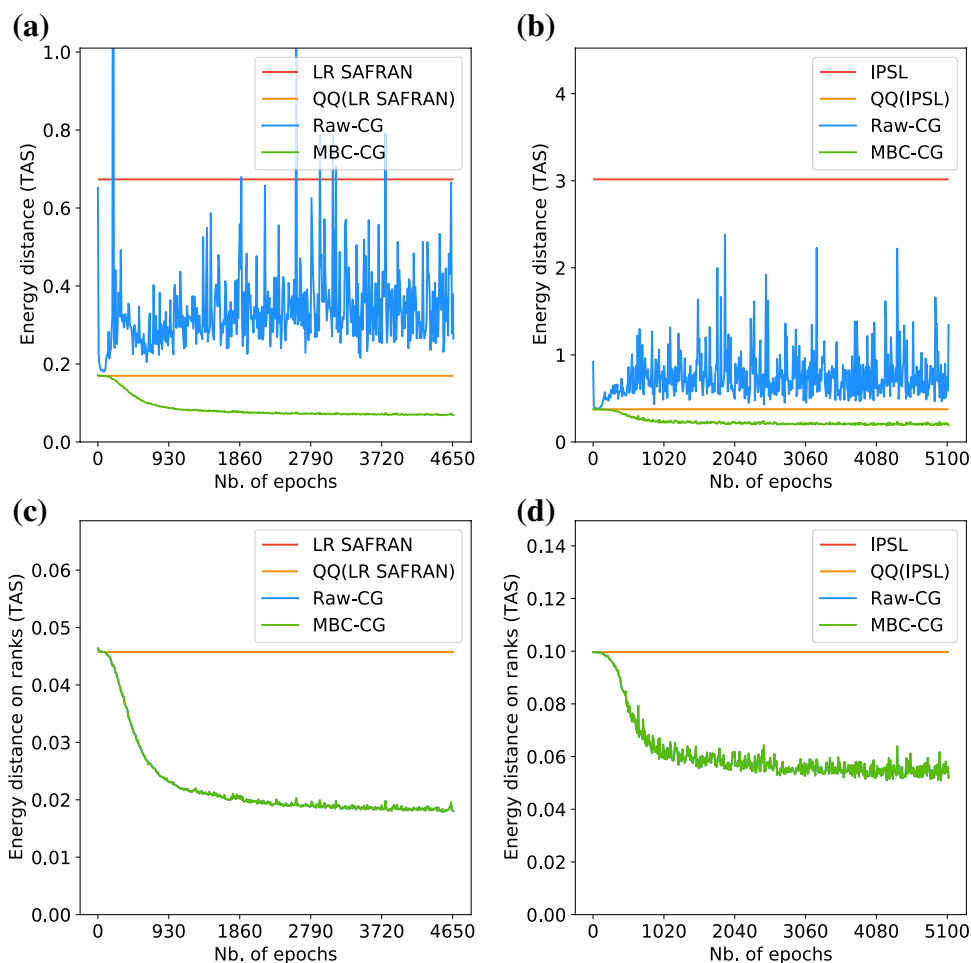 (a)
Energy distance (TAS)
1.0
0.8
0.6
0.4
0.2
0.0
LR SAFRAN
QQ(LR SAFRAN)
Raw-CG
MBC-CG
0 930 1860 2790 3720 4650
Nb. of epochs
(b)
Energy distance (TAS)
4
3
2
1
0
IPSL
QQ(IPSL)
Raw-CG
MBC-CG
0 1020 2040 3060 4080 5100
Nb. of epochs
(c)
Energy distance on ranks (TAS)
0.06
0.05
0.04
0.03
0.02
0.01
0.00
LR SAFRAN
QQ(LR SAFRAN)
Raw-CG
MBC-CG
0 930 1860 2790 3720 4650
Nb. of epochs
(d)
Energy distance on ranks (TAS)
0.14
0.12
0.10
0.08
0.06
0.04
0.02
0.00
IPSL
QQ(IPSL)
Raw-CG
MBC-CG
0 1020 2040 3060 4080 5100
Nb. of epochs